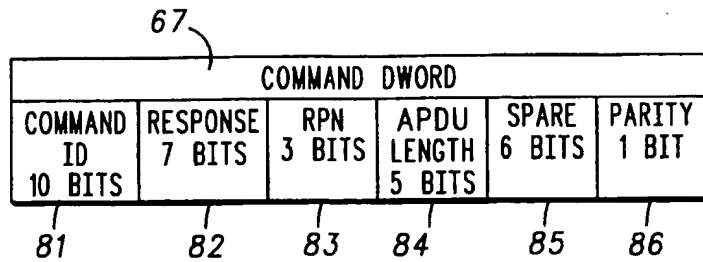 67
COMMAND DWORD
COMMAND ID 10 BITS
RESPONSE 7 BITS
RPN 3 BITS
APDU LENGTH 5 BITS
SPARE 6 BITS
PARITY 1 BIT
81 82 83 84 85 86